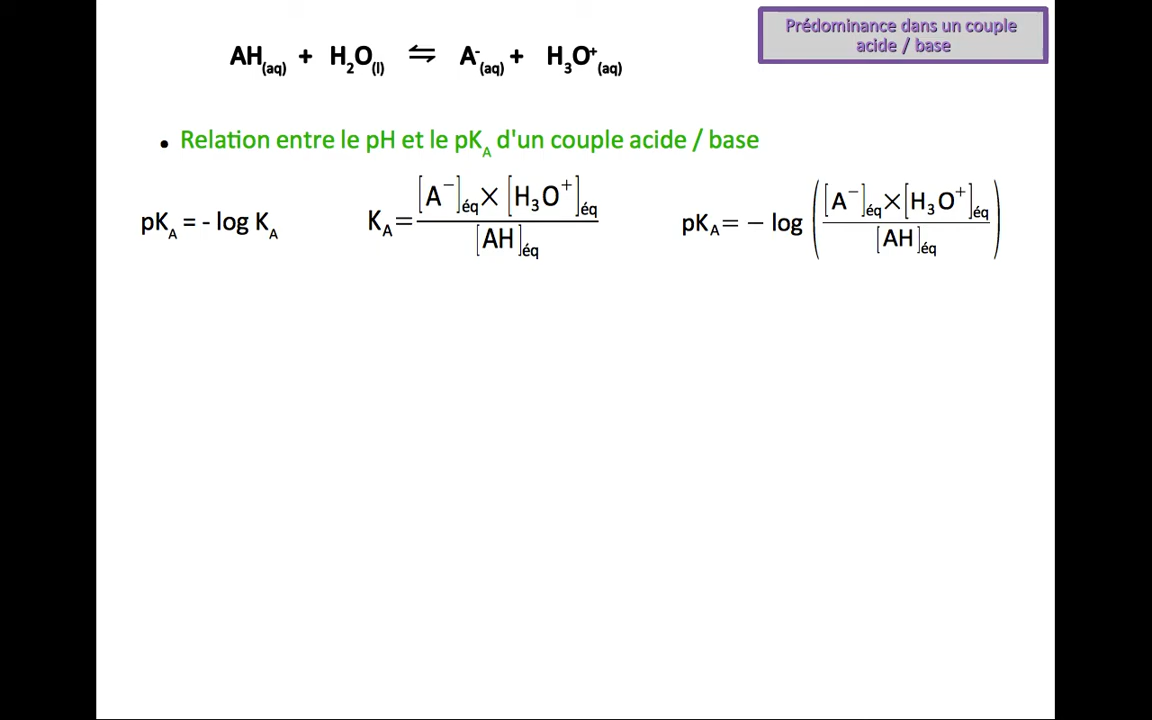 Prédominance dans un couple
acide / base
AH(aq) + H2O(l) ⇌ A-(aq) + H3O+(aq)
• Relation entre le pH et le pKA d'un couple acide / base
pKA = - log KA
KA= [A−]éq×[H3O+]éq / [AH]éq
pKA= − log ([A−]éq×[H3O+]éq / [AH]éq)